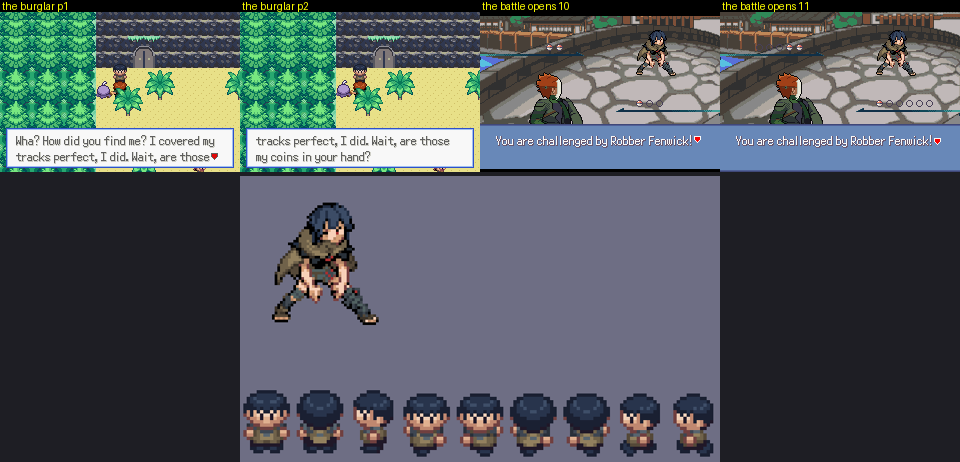 the burglar p1
the burglar p2
the battle opens 10
the battle opens 11
Wha? How did you find me? I covered my
tracks perfect, I did. Wait, are those
tracks perfect, I did. Wait, are those
my coins in your hand?
You are challenged by Robber Fenwick!
You are challenged by Robber Fenwick!